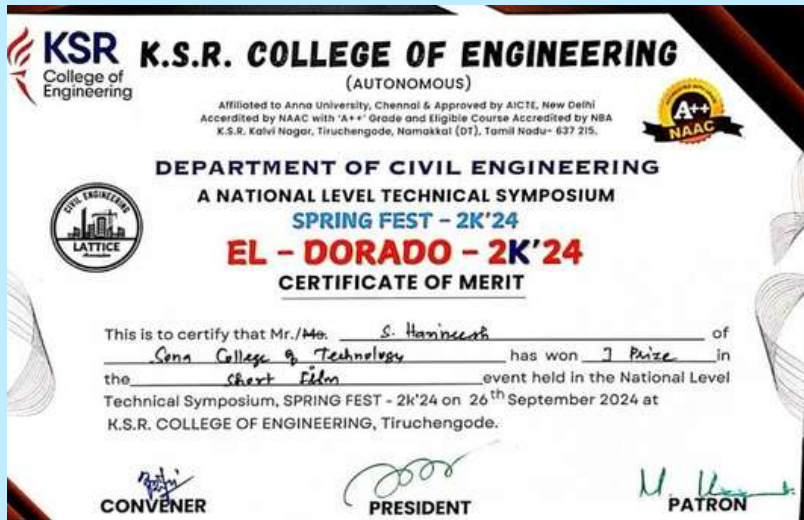 KSR
College of
Engineering
K.S.R. COLLEGE OF ENGINEERING
(AUTONOMOUS)
Affiliated to Anna University, Chennai & Approved by AICTE, New Delhi
Accerdited by NAAC with 'A++' Grade and Eligible Course Accredited by NBA
K.S.R. Kalvi Nagar, Tiruchengode, Namakkal (DT), Tamil Nadu- 637 215.
A++
NAAC
DEPARTMENT OF CIVIL ENGINEERING
A NATIONAL LEVEL TECHNICAL SYMPOSIUM
CIVIL ENGINEERING
LATTICE
SPRING FEST - 2K'24
EL - DORADO - 2K'24
CERTIFICATE OF MERIT
This is to certify that Mr./Ms. S. Harineesh of
Sona College of Technology has won I Prize in
the Short Film event held in the National Level
Technical Symposium, SPRING FEST - 2k'24 on 26th September 2024 at
K.S.R. COLLEGE OF ENGINEERING, Tiruchengode.
CONVENER
PRESIDENT
PATRON